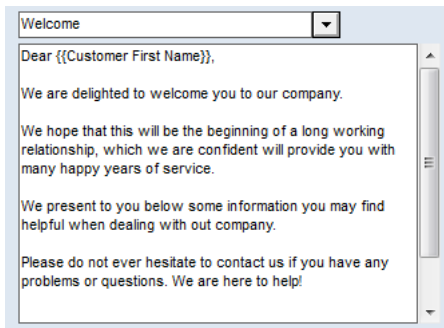 Welcome
Dear {{Customer First Name}},
We are delighted to welcome you to our company.
We hope that this will be the beginning of a long working
relationship, which we are confident will provide you with
many happy years of service.
We present to you below some information you may find
helpful when dealing with out company.
Please do not ever hesitate to contact us if you have any
problems or questions. We are here to help!